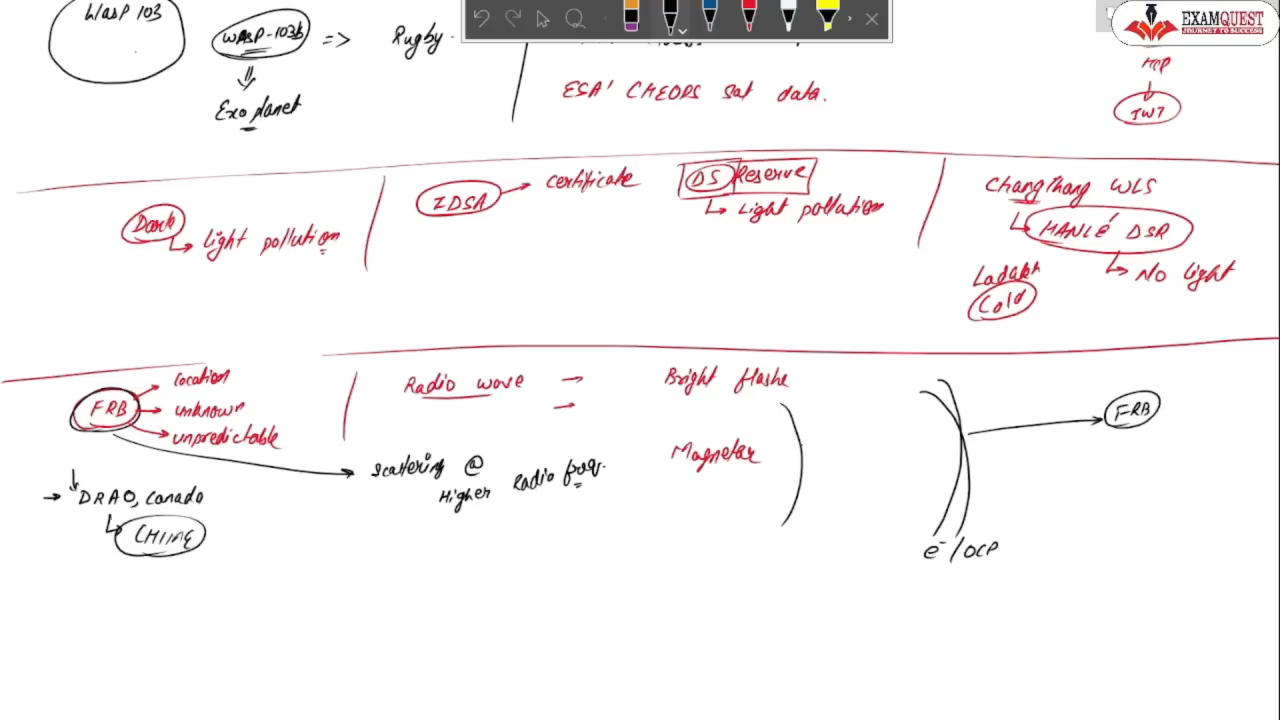 WASP 103
WASP-103b => Rugby
Exoplanet
ESA' CHEOPS sat data.
EXAMQUEST
JOURNEY TO SUCCESS
Dark
Light pollution
IDSA
certificate
DS Reserve
Light pollution
ChangThang WLS
HANLE' DSR
No light
Ladakh
Cold
FRB
location
unknown
unpredictable
DRAO, Canada
CHIME
Radio wave → Bright flashe
Scattering @
Higher Radio freq.
Magnetar
FRB
e⁻/OCP